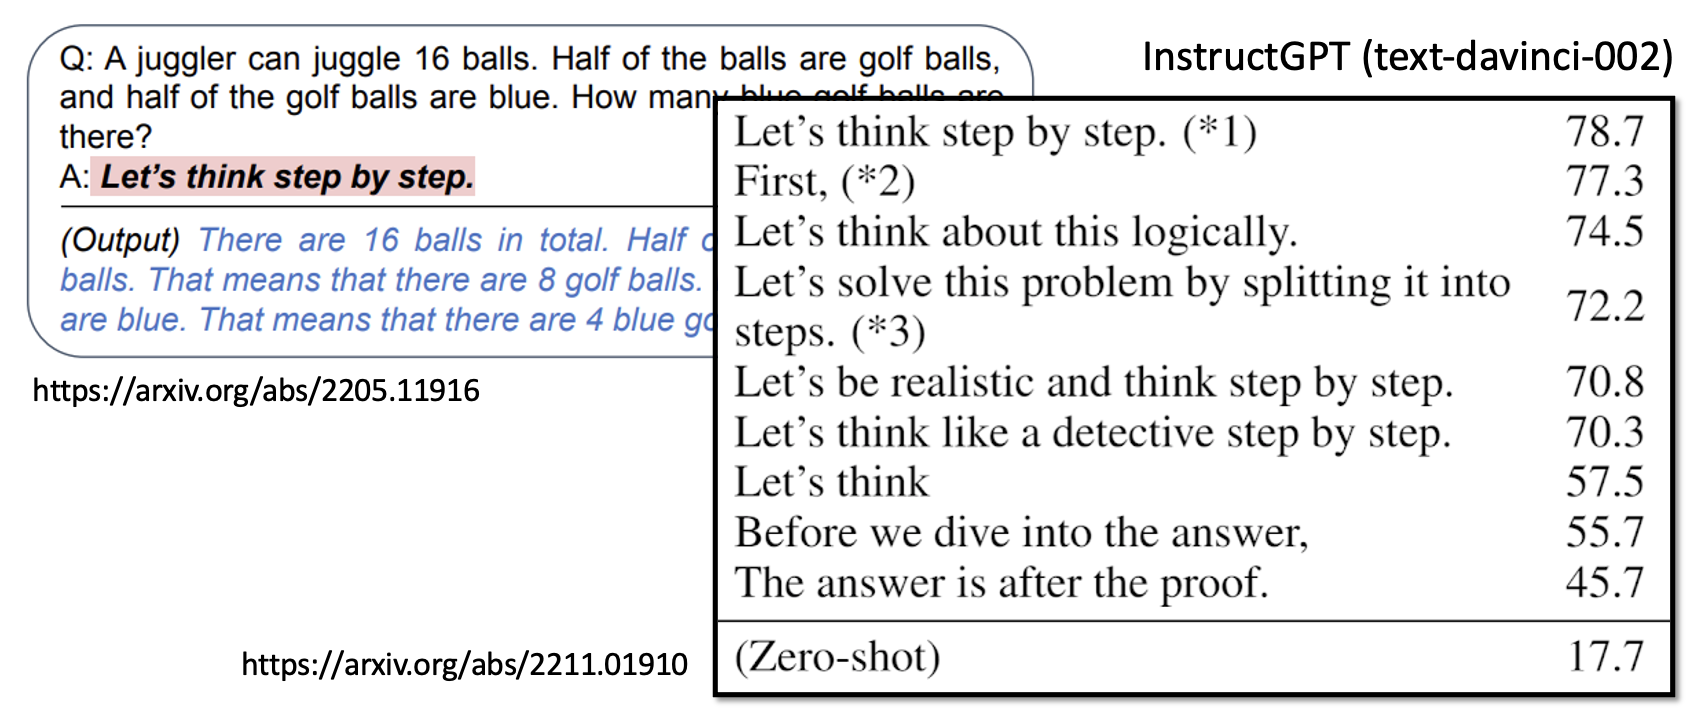 Q: A juggler can juggle 16 balls. Half of the balls are golf balls,
and half of the golf balls are blue. How many blue golf balls are
there?
A: Let's think step by step.
(Output) There are 16 balls in total. Half
balls. That means that there are 8 golf balls.
are blue. That means that there are 4 blue
https://arxiv.org/abs/2205.11916
InstructGPT (text-davinci-002)
Let's think step by step. (*1) 78.7
First, (*2) 77.3
Let's think about this logically. 74.5
Let's solve this problem by splitting it into
steps. (*3) 72.2
Let's be realistic and think step by step. 70.8
Let's think like a detective step by step. 70.3
Let's think 57.5
Before we dive into the answer, 55.7
The answer is after the proof. 45.7
(Zero-shot) 17.7
https://arxiv.org/abs/2211.01910